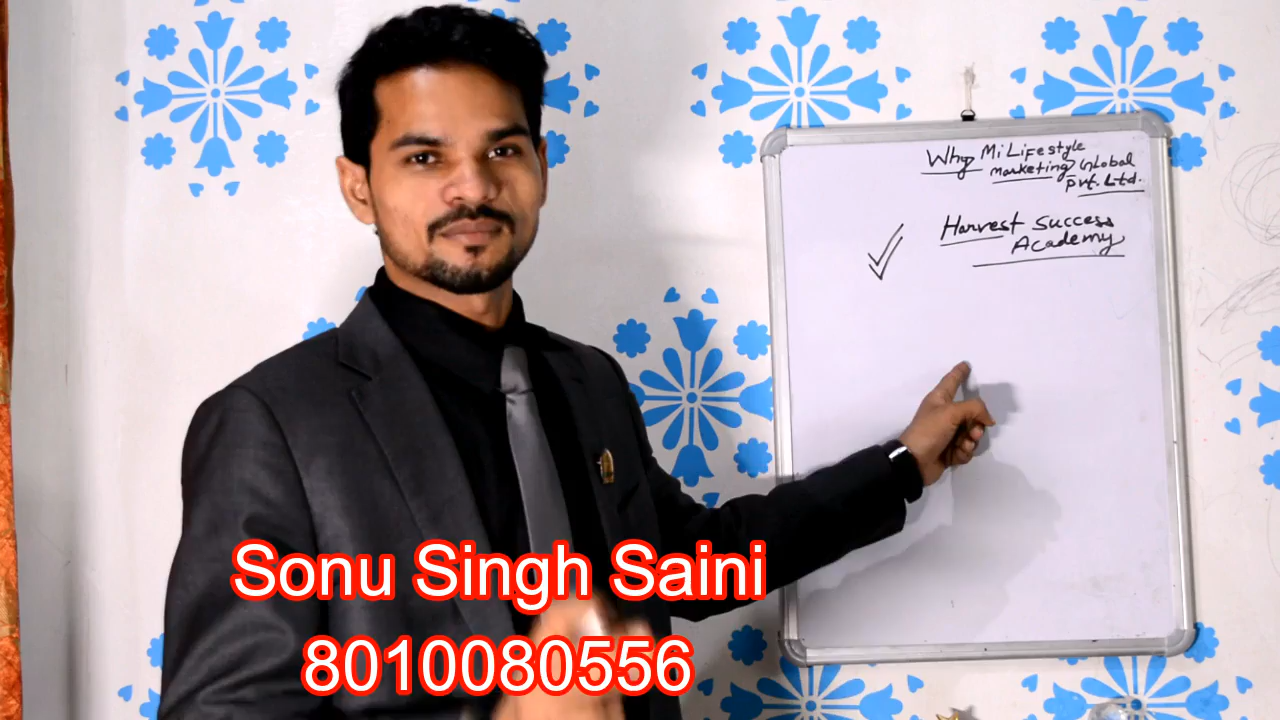 Why Mi Lifestyle
Marketing Global
Pvt. Ltd.
Harvest Success
Academy
Sonu Singh Saini
8010080556